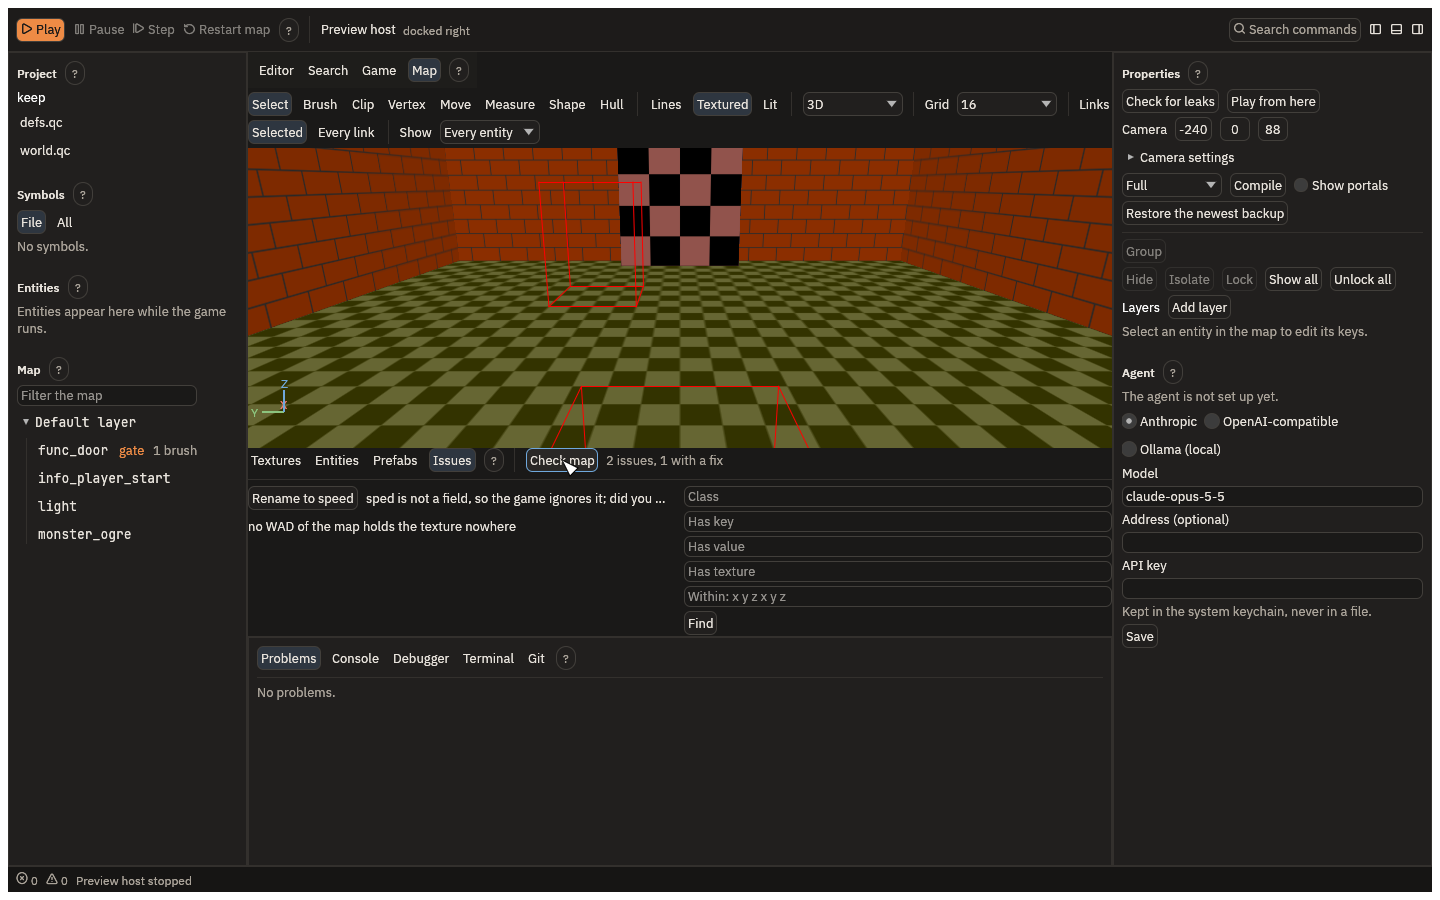 Play Pause Step Restart map ? Preview host docked right Search commands
Project ?
keep
defs.qc
world.qc
Symbols ?
File All
No symbols.
Entities ?
Entities appear here while the game
runs.
Map ?
Filter the map
Default layer
func_door gate 1 brush
info_player_start
light
monster_ogre
Editor Search Game Map ?
Select Brush Clip Vertex Move Measure Shape Hull Lines Textured Lit 3D Grid 16 Links
Selected Every link Show Every entity
Z
Y X
Textures Entities Prefabs Issues ? Check map 2 issues, 1 with a fix
Rename to speed sped is not a field, so the game ignores it; did you ...
no WAD of the map holds the texture nowhere
Class
Has key
Has value
Has texture
Within: x y z x y z
Find
Problems Console Debugger Terminal Git ?
No problems.
Properties ?
Check for leaks Play from here
Camera -240 0 88
Camera settings
Full Compile Show portals
Restore the newest backup
Group
Hide Isolate Lock Show all Unlock all
Layers Add layer
Select an entity in the map to edit its keys.
Agent ?
The agent is not set up yet.
Anthropic OpenAI-compatible
Ollama (local)
Model
claude-opus-5-5
Address (optional)
API key
Kept in the system keychain, never in a file.
Save
0 0 Preview host stopped